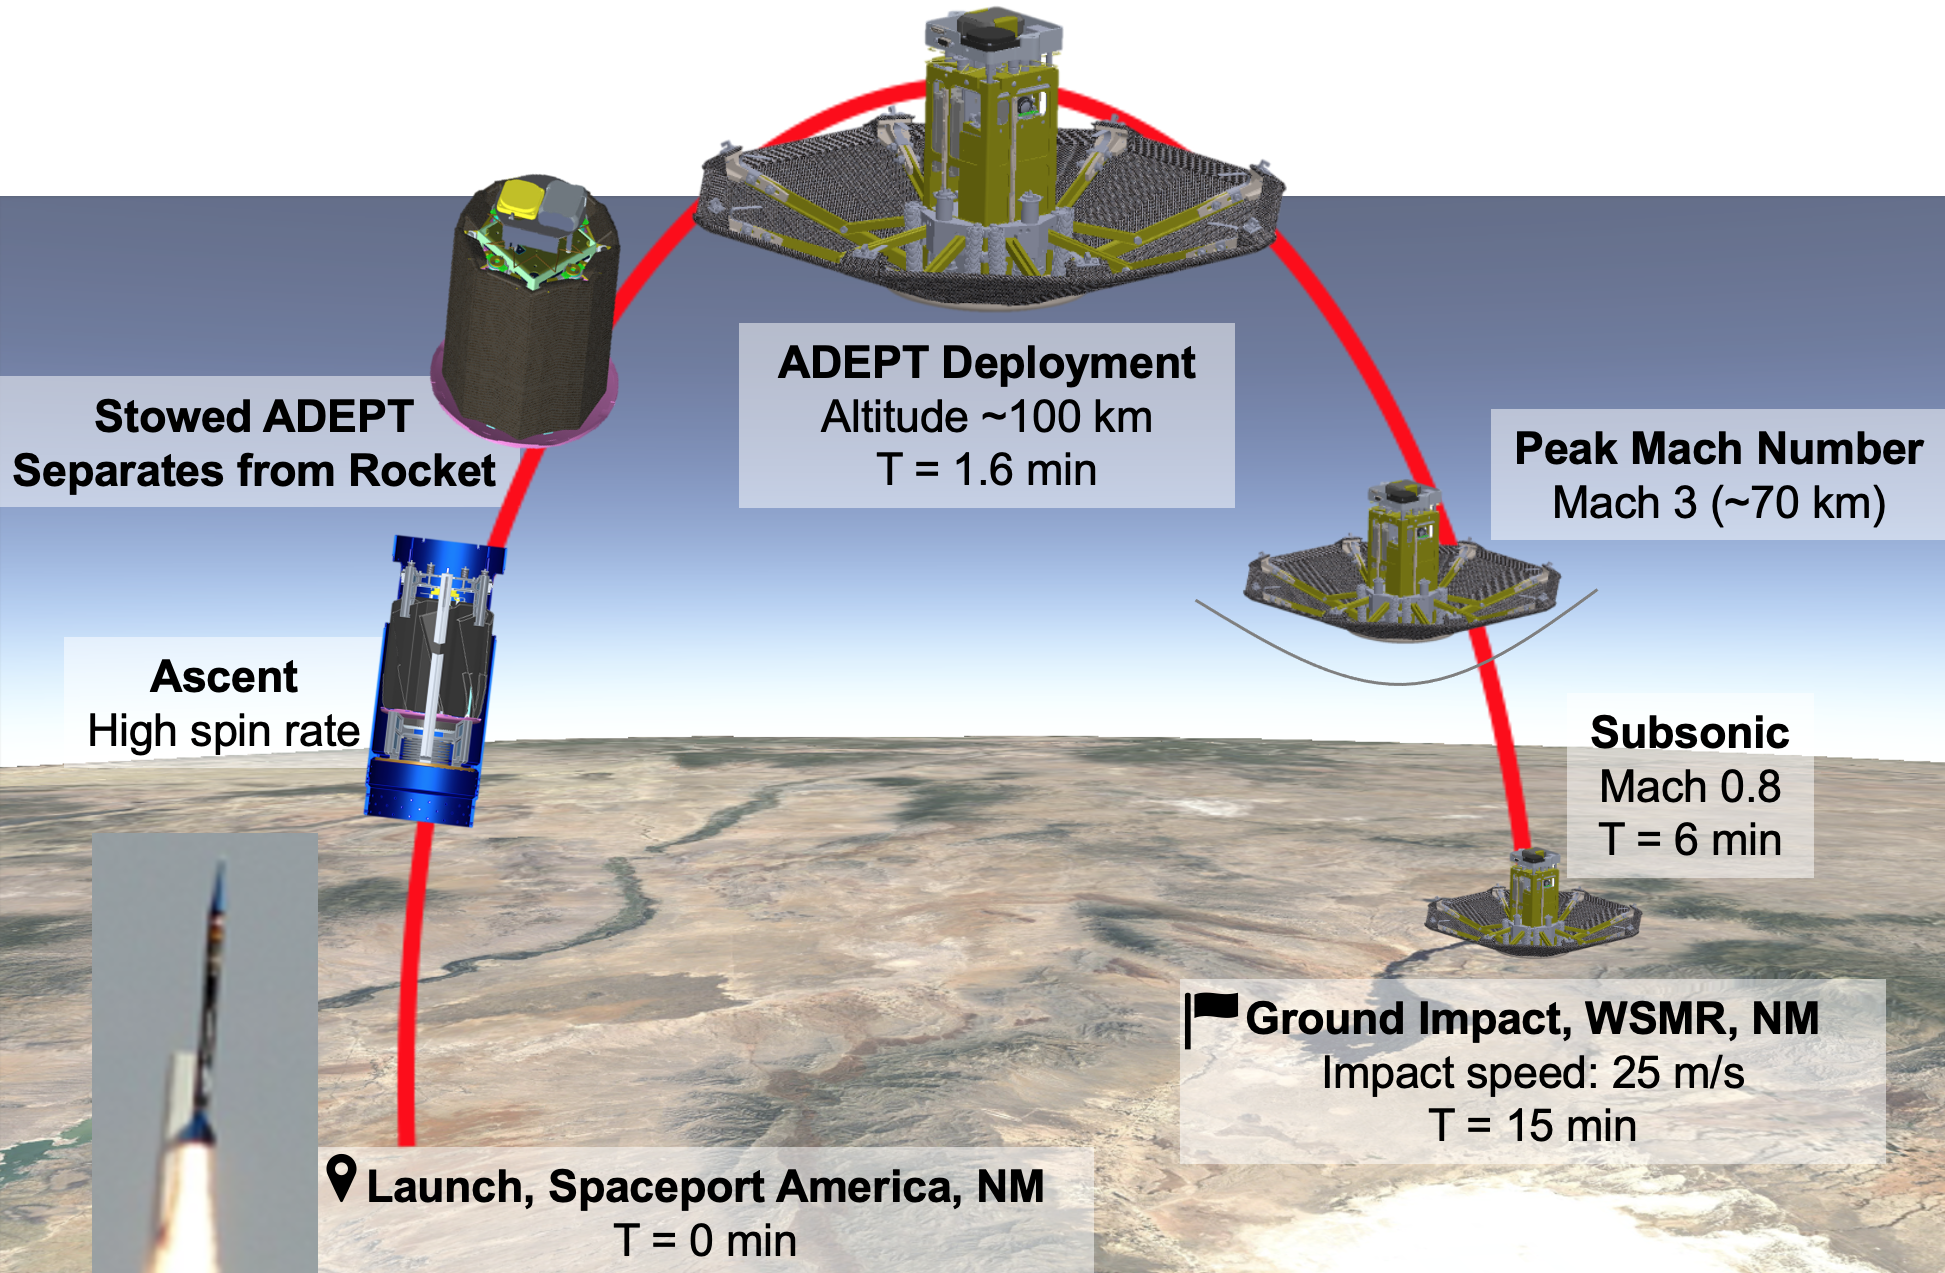 ADEPT Deployment
Altitude ~100 km
T = 1.6 min
Stowed ADEPT
Separates from Rocket
Peak Mach Number
Mach 3 (~70 km)
Ascent
High spin rate
Subsonic
Mach 0.8
T = 6 min
Ground Impact, WSMR, NM
Impact speed: 25 m/s
T = 15 min
Launch, Spaceport America, NM
T = 0 min